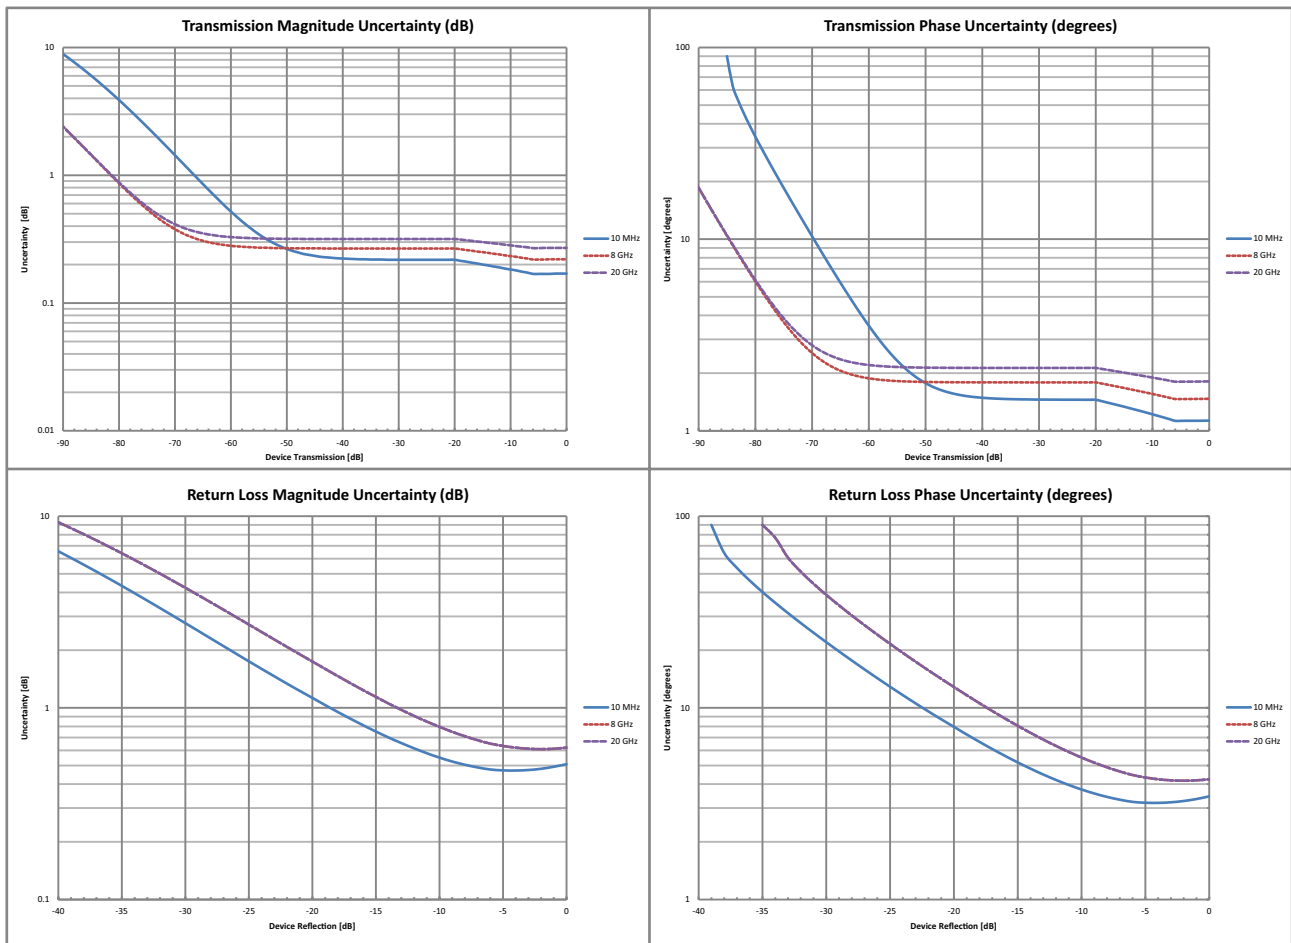 Transmission Magnitude Uncertainty (dB)
10
1
0.1
0.01
Uncertainty [dB]
-90 -80 -70 -60 -50 -40 -30 -20 -10 0
Device Transmission [dB]
10 MHz
8 GHz
20 GHz
Transmission Phase Uncertainty (degrees)
100
10
1
Uncertainty [degrees]
-90 -80 -70 -60 -50 -40 -30 -20 -10 0
Device Transmission [dB]
10 MHz
8 GHz
20 GHz
Return Loss Magnitude Uncertainty (dB)
10
1
0.1
Uncertainty [dB]
-40 -35 -30 -25 -20 -15 -10 -5 0
Device Reflection [dB]
10 MHz
8 GHz
20 GHz
Return Loss Phase Uncertainty (degrees)
100
10
1
Uncertainty [degrees]
-40 -35 -30 -25 -20 -15 -10 -5 0
Device Reflection [dB]
10 MHz
8 GHz
20 GHz